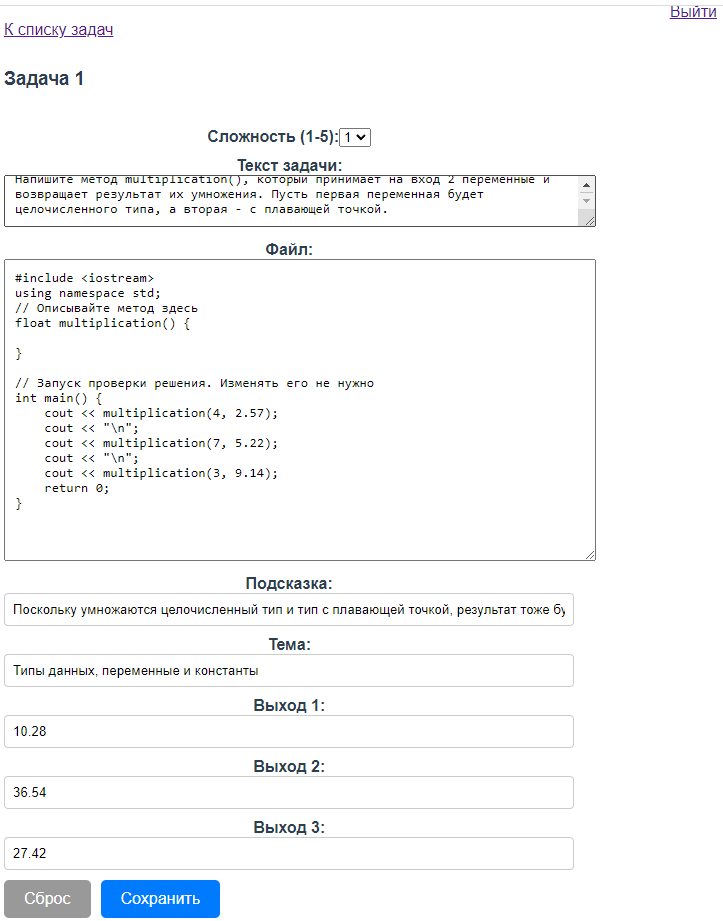 Выйти
К списку задач
Задача 1
Сложность (1-5): 1
Текст задачи:
Напишите метод multiplication(), который принимает на вход 2 переменные и
возвращает результат их умножения. Пусть первая переменная будет
целочисленного типа, а вторая - с плавающей точкой.
Файл:
#include <iostream>
using namespace std;
// Описывайте метод здесь
float multiplication() {
}
// Запуск проверки решения. Изменять его не нужно
int main() {
    cout << multiplication(4, 2.57);
    cout << "\n";
    cout << multiplication(7, 5.22);
    cout << "\n";
    cout << multiplication(3, 9.14);
    return 0;
}
Подсказка:
Поскольку умножаются целочисленный тип и тип с плавающей точкой, результат тоже бу
Тема:
Типы данных, переменные и константы
Выход 1:
10.28
Выход 2:
36.54
Выход 3:
27.42
Сброс
Сохранить